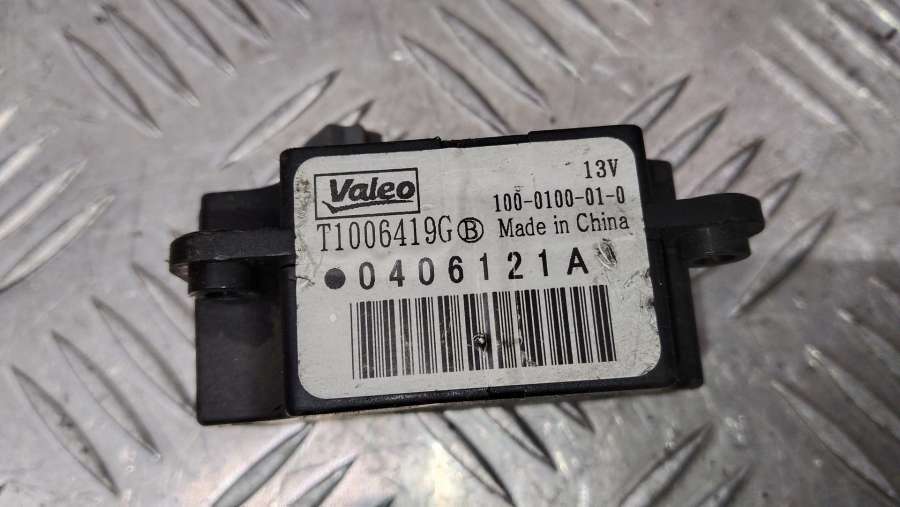 Valeo
13V
100-0100-01-0
T1006419G Ⓑ Made in China
●0406121A